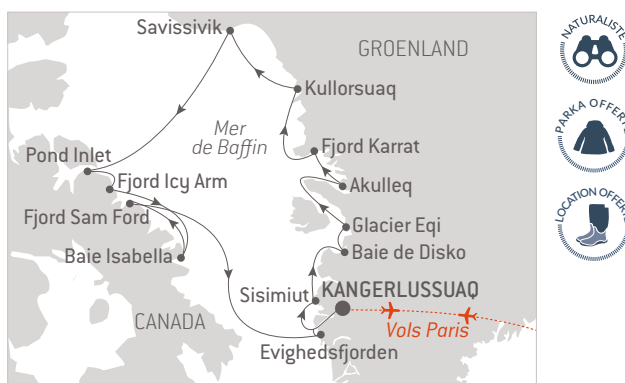 Savissivik
GROENLAND
Kullorsuaq
Mer
de Baffin
Fjord Karrat
Pond Inlet
Fjord Icy Arm
Akulleq
Fjord Sam Ford
Glacier Eqi
Baie Isabella
Baie de Disko
Sisimiut
KANGERLUSSUAQ
CANADA
Vols Paris
Evighedsfjorden
NATURALISTE
PARKA OFFERTE
LOCATION OFFERTE